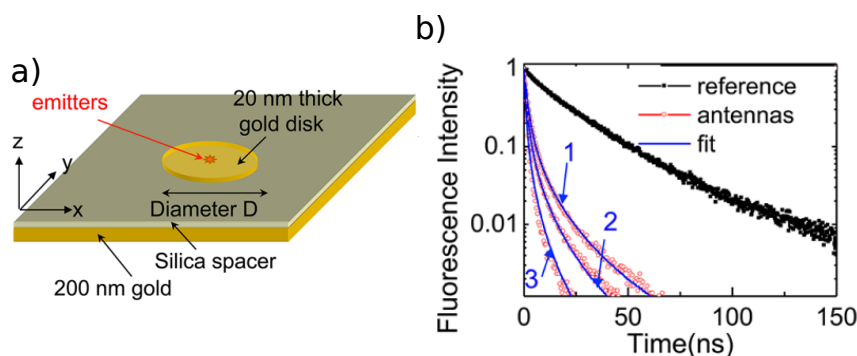 a)
emitters
20 nm thick
gold disk
z
y
x
Diameter D
Silica spacer
200 nm gold
b)
Fluorescence Intensity
1
0.1
0.01
reference
antennas
fit
1
2
3
0
50
100
150
Time(ns)